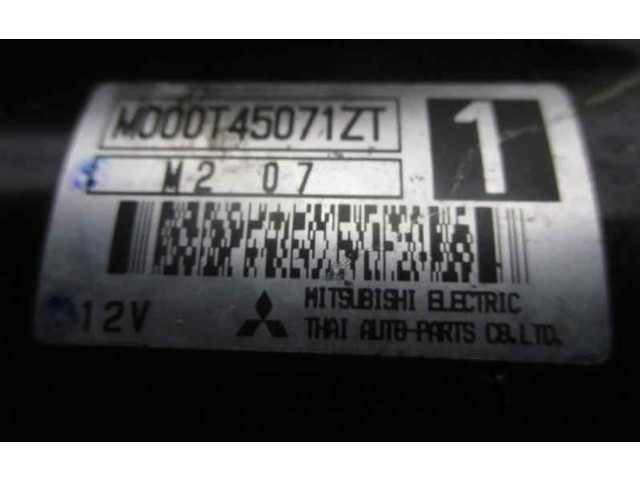 M000T45071ZT
1
M2 07
12V
MITSUBISHI ELECTRIC
THAI AUTO-PARTS CO.LTD.